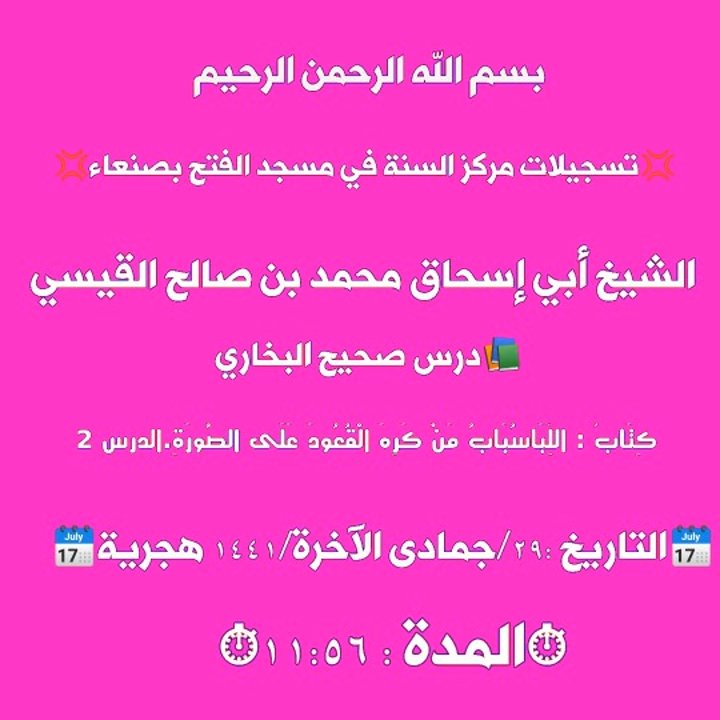 بسم الله الرحمن الرحيم
💢تسجيلات مركز السنة في مسجد الفتح بصنعاء💢
الشيخ أبي إسحاق محمد بن صالح القيسي
📚درس صحيح البخاري
كِتَابُ : اللِّبَاسُبَابُ مَنْ كَرِهَ الْقُعُودَ عَلَى الصُّورَةِ.الدرس 2
📅التاريخ :٢٩/جمادى الآخرة/١٤٤١ هجرية📅
⏱المدة : ١١:٥٦⏱